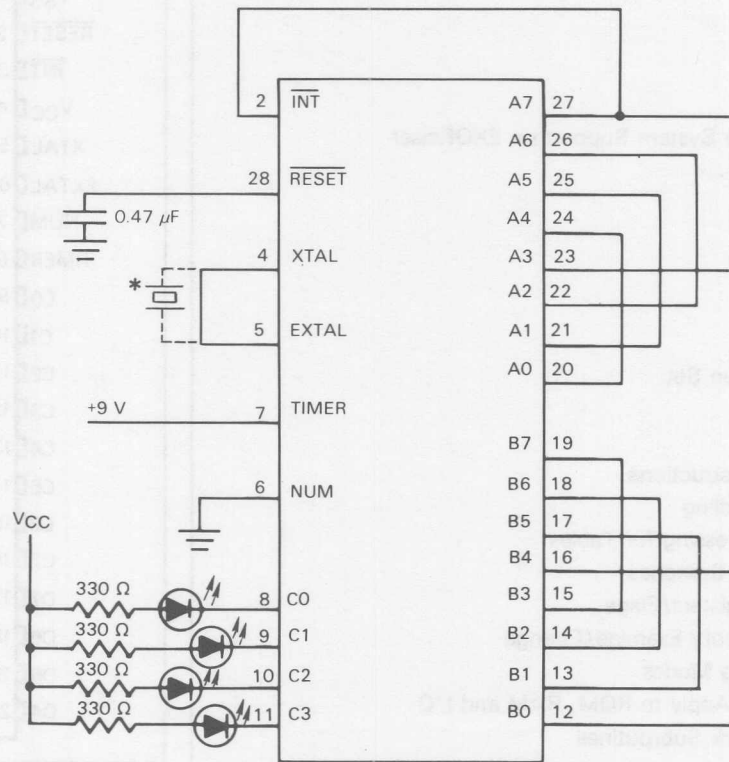 2 INT A7 27
A6 26
28 RESET A5 25
0.47 µF A4 24
4 XTAL A3 23
* A2 22
5 EXTAL A1 21
A0 20
+9 V 7 TIMER
B7 19
6 NUM B6 18
VCC B5 17
B4 16
330 Ω 8 C0 B3 15
330 Ω 9 C1 B2 14
330 Ω 10 C2 B1 13
330 Ω 11 C3 B0 12